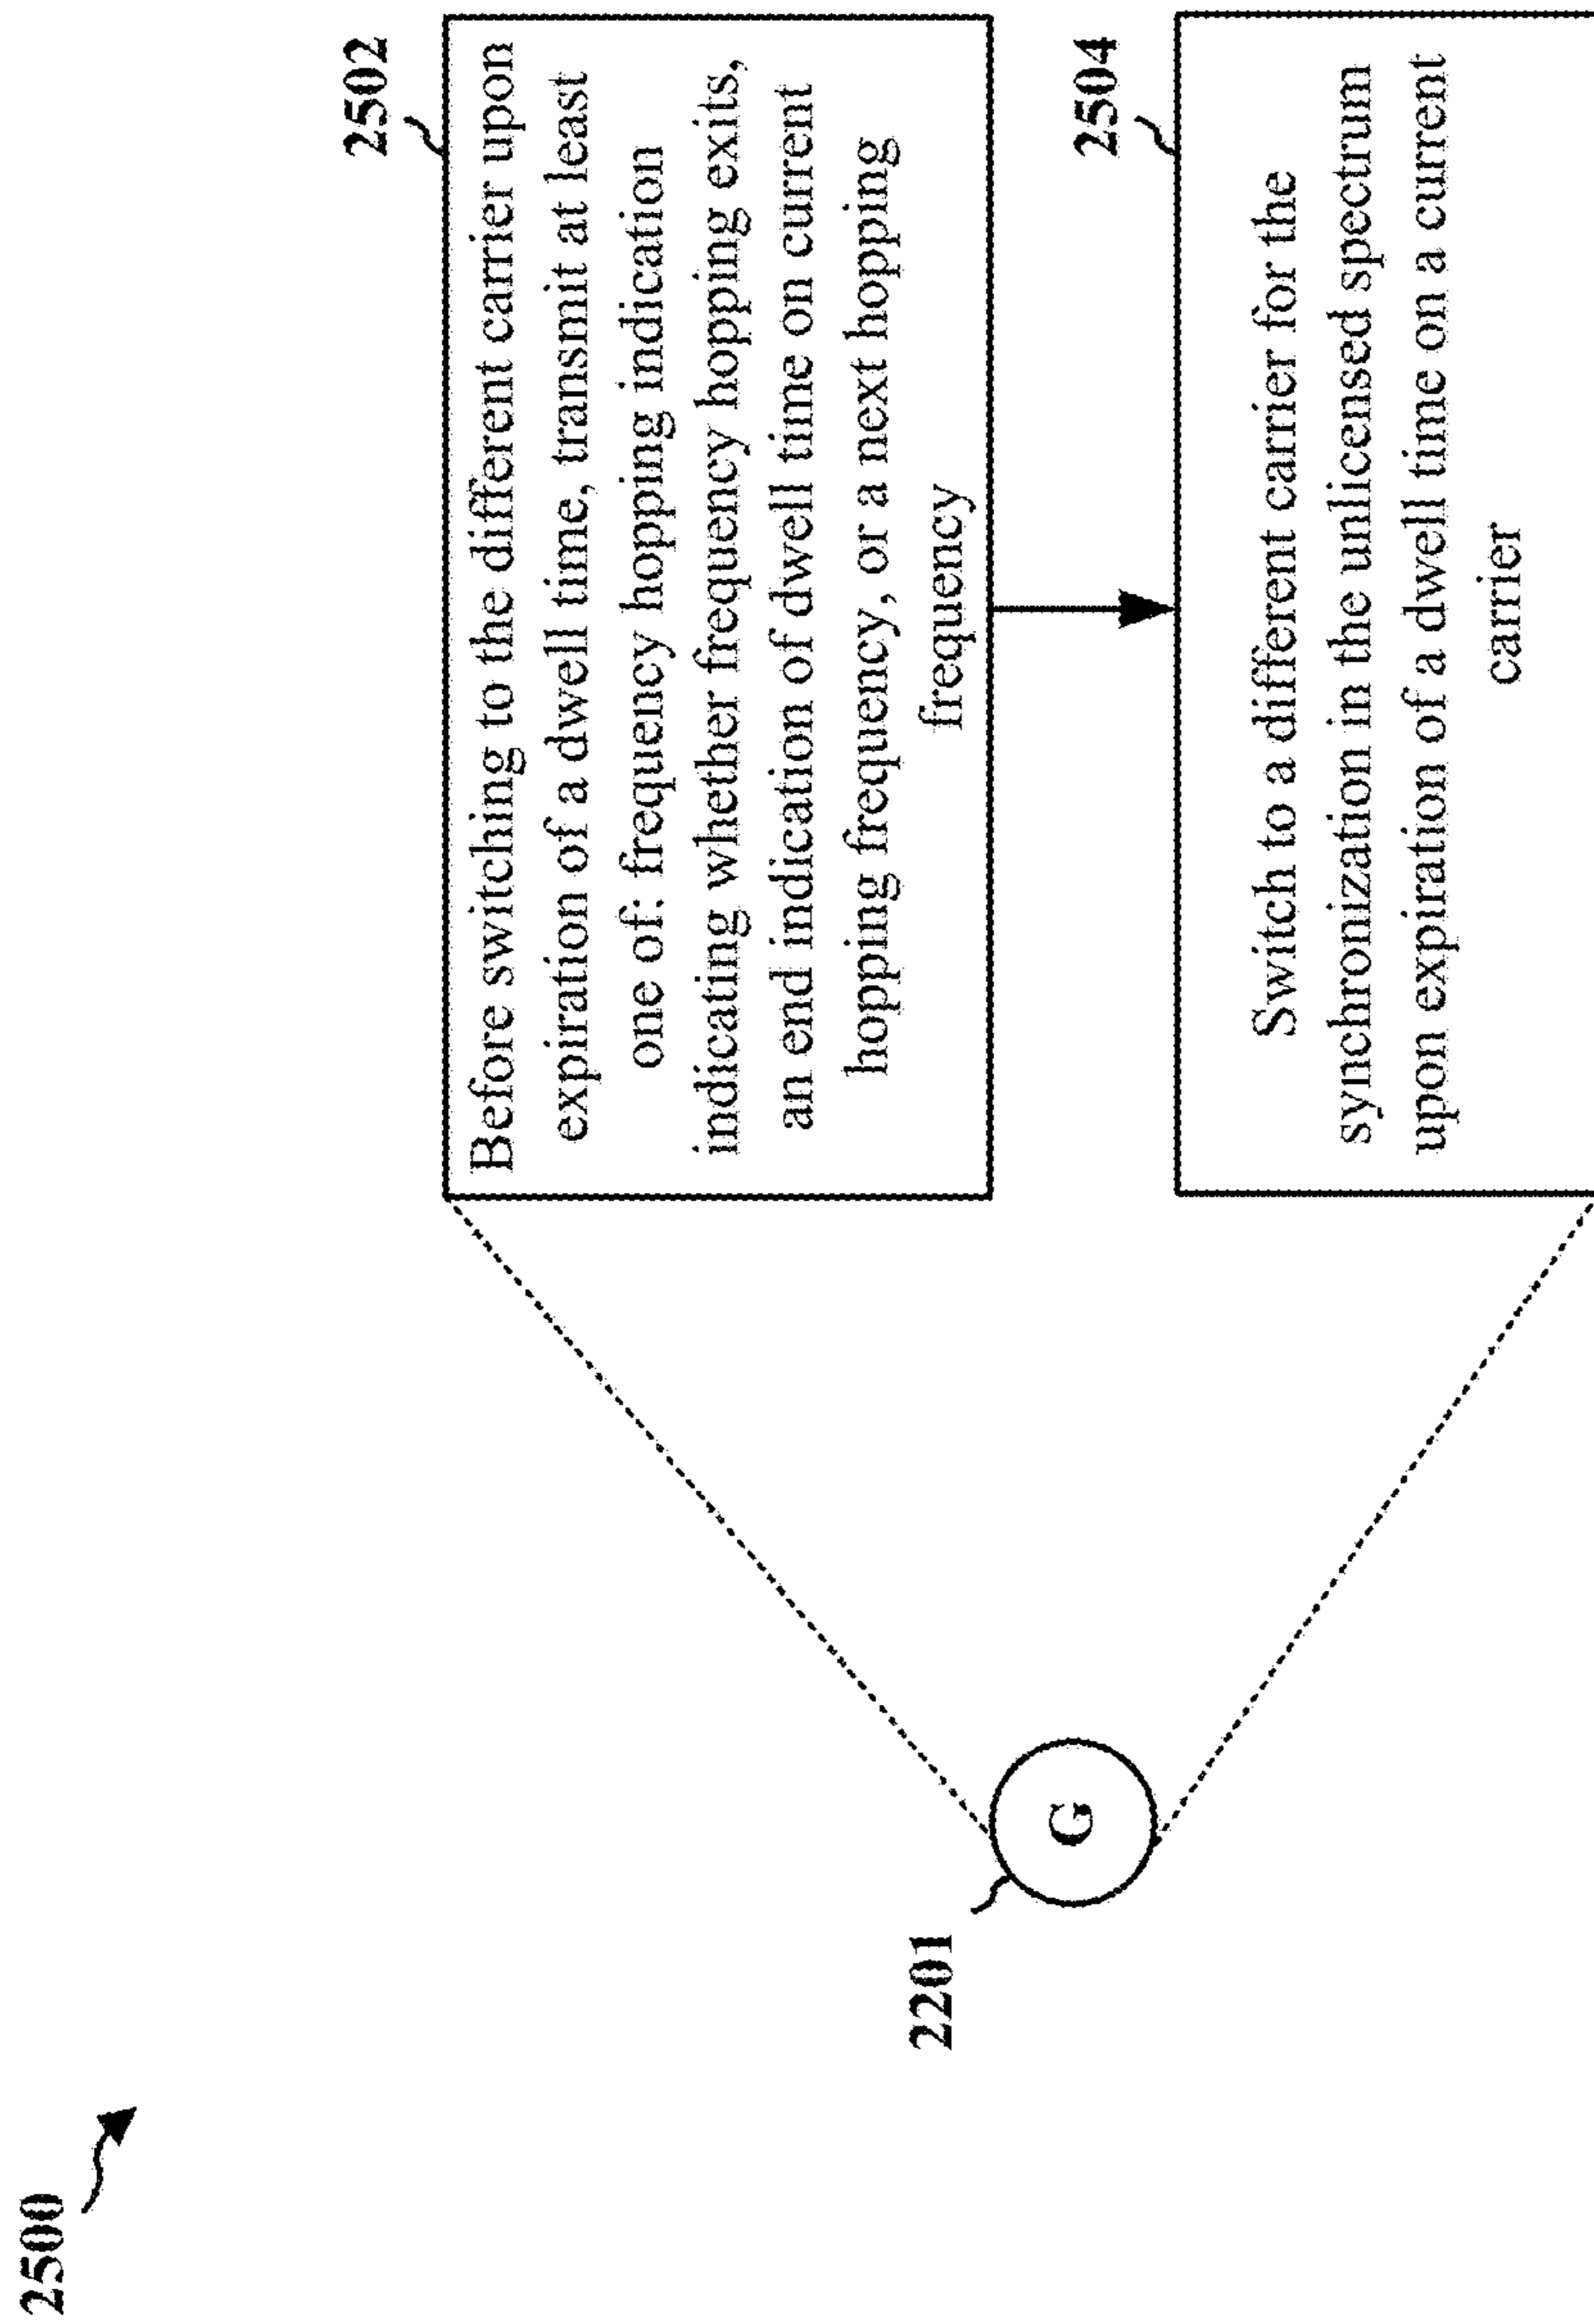 2500
2201
G
2502
Before switching to the different carrier upon
expiration of a dwell time, transmit at least
one of: frequency hopping indication
indicating whether frequency hopping exits,
an end indication of dwell time on current
hopping frequency, or a next hopping
frequency
2504
Switch to a different carrier for the
synchronization in the unlicensed spectrum
upon expiration of a dwell time on a current
carrier